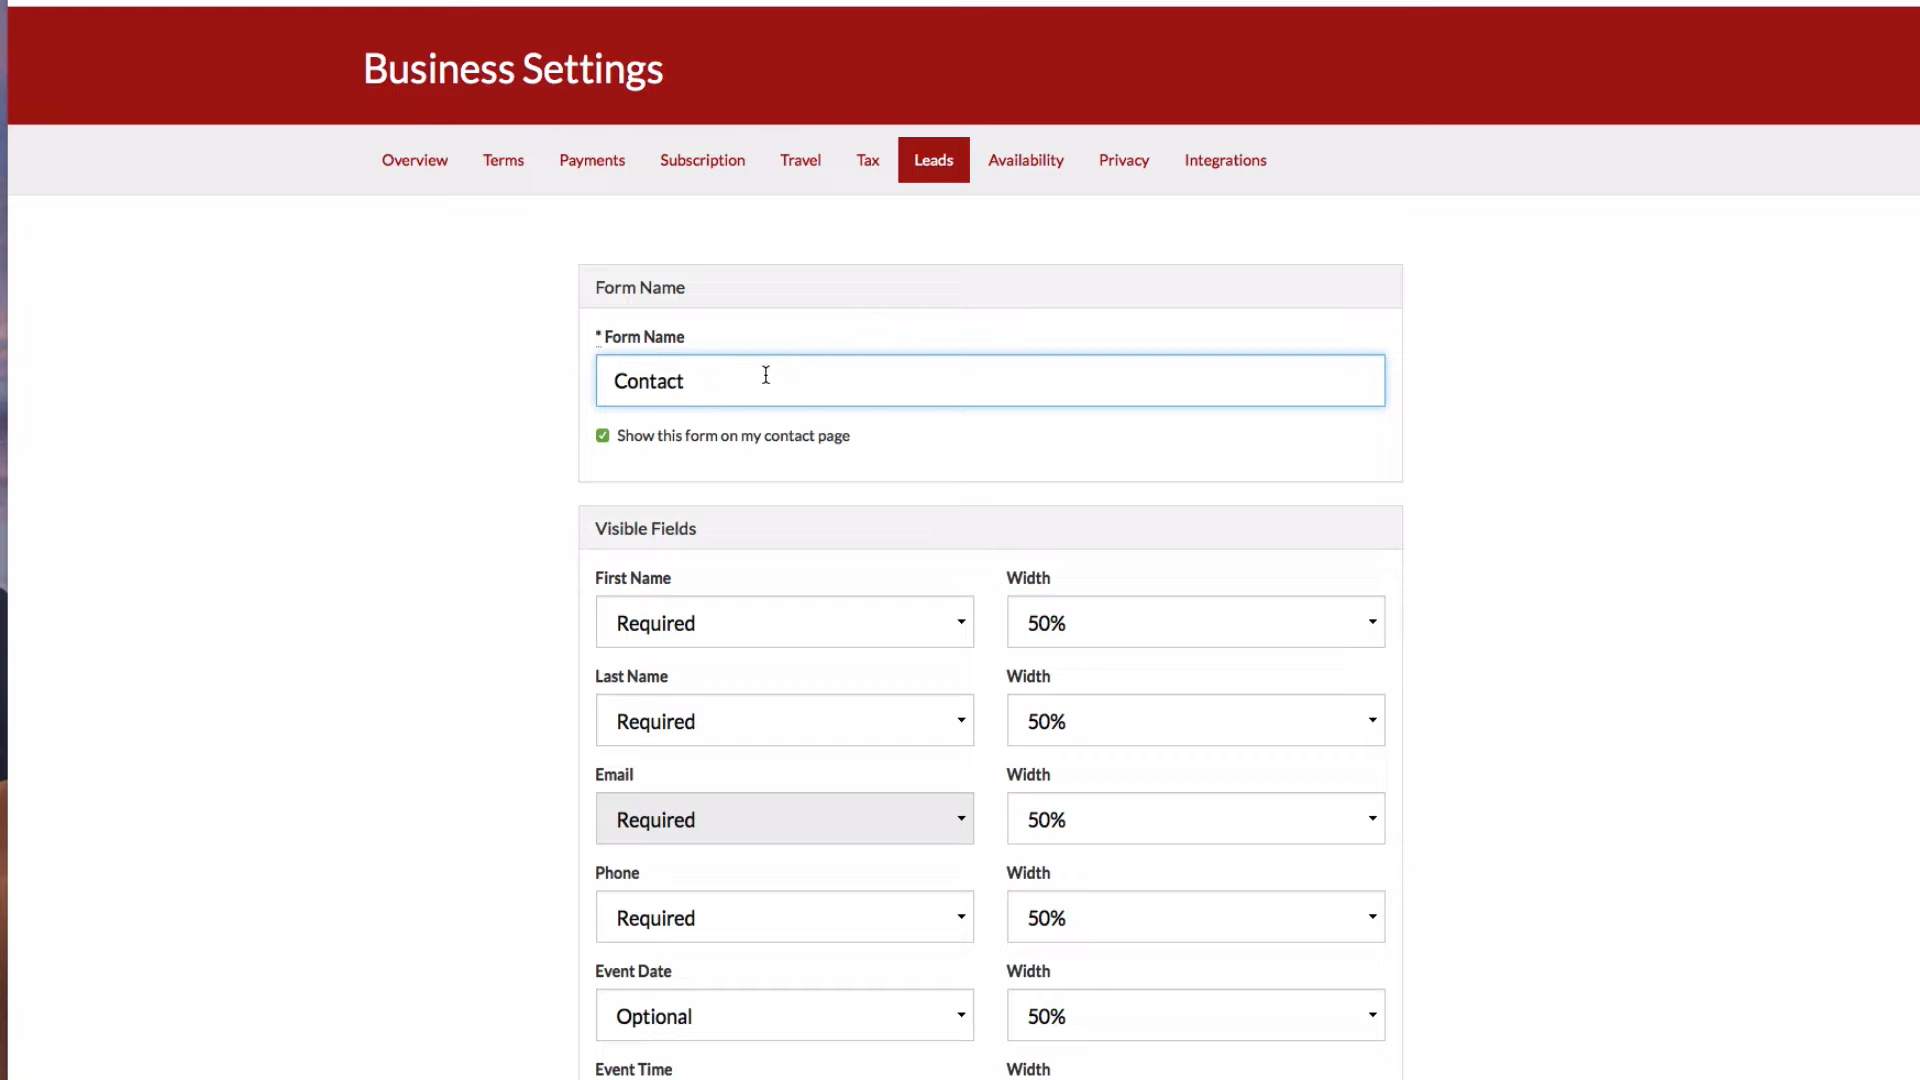 Business Settings
Overview Terms Payments Subscription Travel Tax Leads Availability Privacy Integrations
Form Name
* Form Name
Contact
Show this form on my contact page
Visible Fields
First Name Width
Required 50%
Last Name Width
Required 50%
Email Width
Required 50%
Phone Width
Required 50%
Event Date Width
Optional 50%
Event Time Width